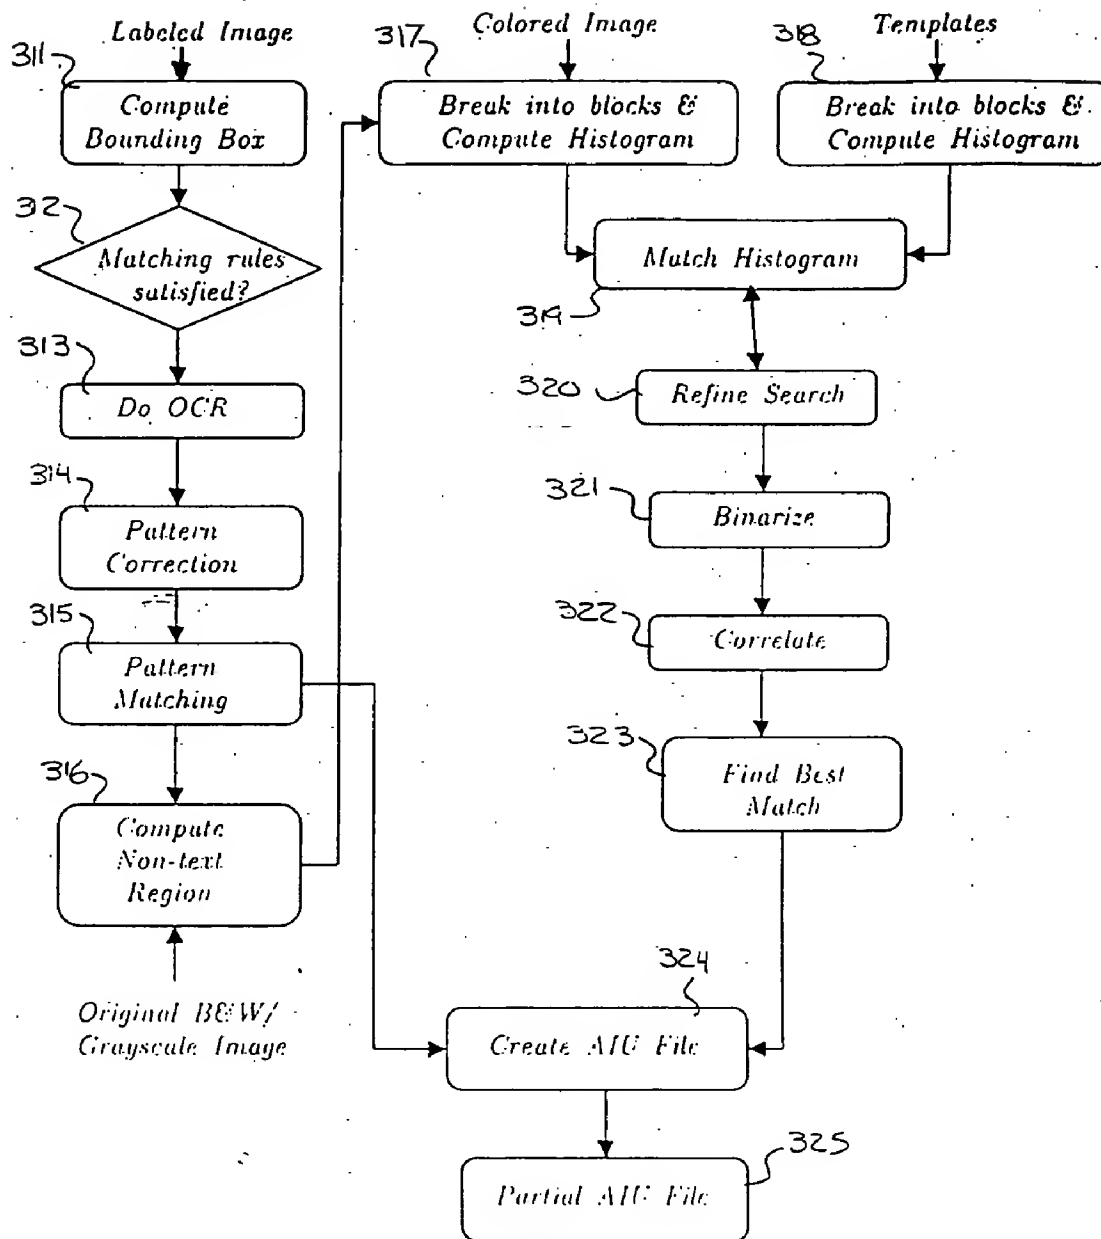 Labeled Image
311
Compute
Bounding Box
312
Matching rules
satisfied?
313
Do OCR
314
Pattern
Correction
315
Pattern
Matching
316
Compute
Non-text
Region
Original B&W/
Grayscale Image
Colored Image
317
Break into blocks &
Compute Histogram
Templates
318
Break into blocks &
Compute Histogram
Match Histogram
319
320
Refine Search
321
Binarize
322
Correlate
323
Find Best
Match
324
Create AIU File
325
Partial AIU File